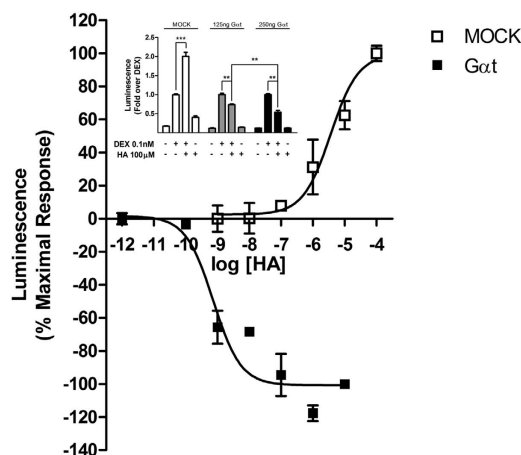 MOCK
Gαt
MOCK 125ng Gαt 250ng Gαt
***
**
**
**
2.5
2.0
1.5
1.0
0.5
0.0
Luminescence
(Fold over DEX)
DEX 0.1nM - + + - - + + - - + + -
HA 100μM - - + + - - + + - - + +
120
100
80
60
40
20
0
-20
-40
-60
-80
-100
-120
-140
-12 -11 -10 -9 -8 -7 -6 -5 -4 -3
log [HA]
Luminescence
(% Maximal Response)